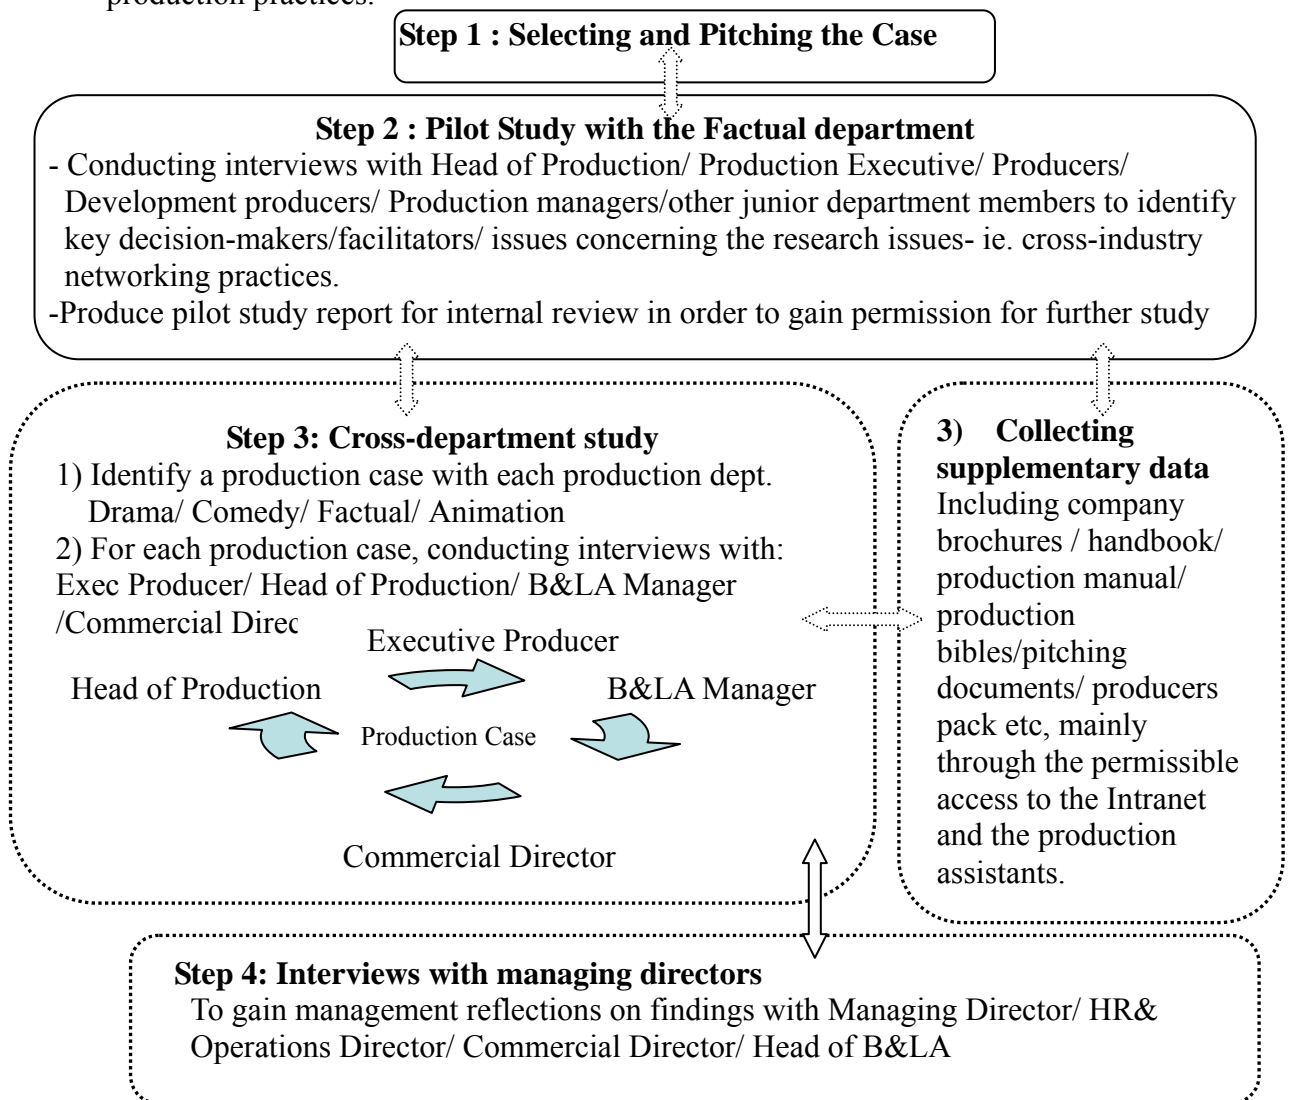 production practices.
Step 1 : Selecting and Pitching the Case
Step 2 : Pilot Study with the Factual department
- Conducting interviews with Head of Production/ Production Executive/ Producers/
Development producers/ Production managers/other junior department members to identify
key decision-makers/facilitators/ issues concerning the research issues- ie. cross-industry
networking practices.
-Produce pilot study report for internal review in order to gain permission for further study
Step 3: Cross-department study
1) Identify a production case with each production dept.
Drama/ Comedy/ Factual/ Animation
2) For each production case, conducting interviews with:
Exec Producer/ Head of Production/ B&LA Manager
/Commercial Direc
Executive Producer
Head of Production
B&LA Manager
Production Case
Commercial Director
3) Collecting
supplementary data
Including company
brochures / handbook/
production manual/
production
bibles/pitching
documents/ producers
pack etc, mainly
through the permissible
access to the Intranet
and the production
assistants.
Step 4: Interviews with managing directors
To gain management reflections on findings with Managing Director/ HR&
Operations Director/ Commercial Director/ Head of B&LA